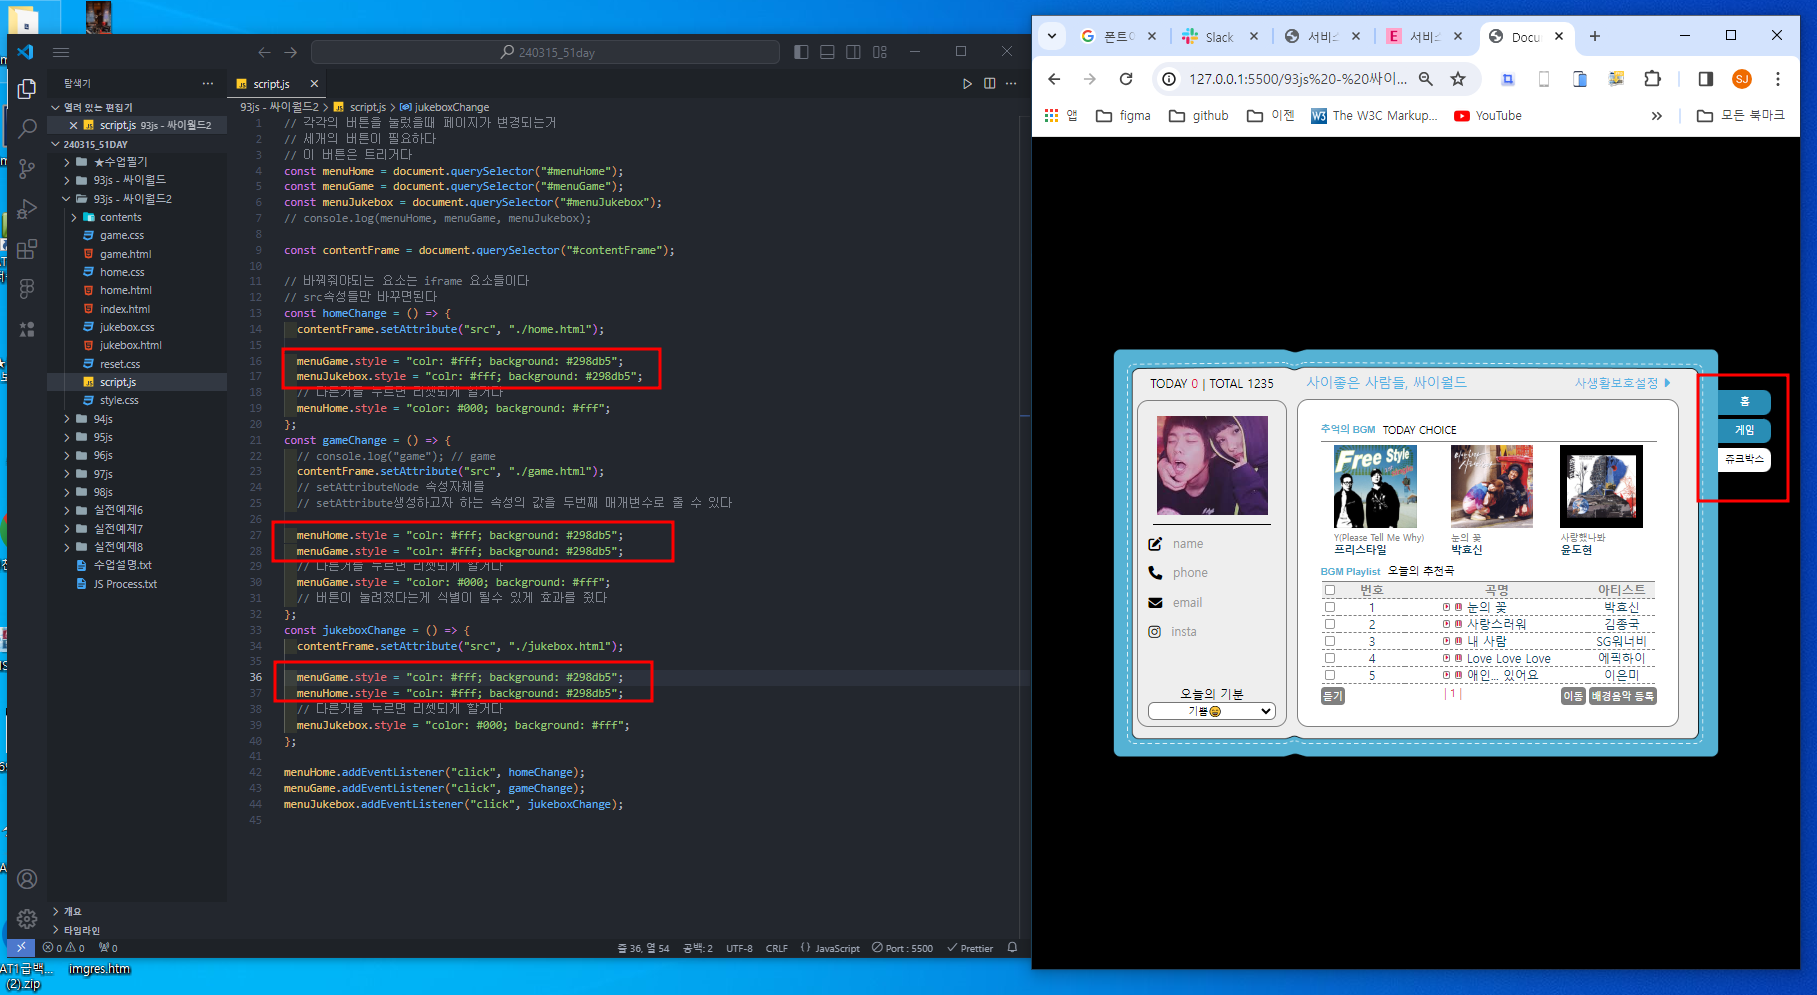 240315_51day
탐색기
열려 있는 편집기
script.js 93js - 싸이월드2
240315_51DAY
★수업필기
93js - 싸이월드
93js - 싸이월드2
contents
game.css
game.html
home.css
home.html
index.html
jukebox.css
jukebox.html
reset.css
script.js
style.css
94js
95js
96js
97js
98js
실전예제6
실전예제7
실전예제8
수업설명.txt
JS Process.txt
개요
타임라인
script.js
93js - 싸이월드2 > script.js > jukeboxChange
1 // 각각의 버튼을 눌렀을때 페이지가 변경되는거
2 // 세개의 버튼이 필요하다
3 // 이 버튼은 트리거다
4 const menuHome = document.querySelector("#menuHome");
5 const menuGame = document.querySelector("#menuGame");
6 const menuJukebox = document.querySelector("#menuJukebox");
7 // console.log(menuHome, menuGame, menuJukebox);
8
9 const contentFrame = document.querySelector("#contentFrame");
10
11 // 바꿔줘야되는 요소는 iframe 요소들이다
12 // src속성들만 바꾸면된다
13 const homeChange = () => {
14 contentFrame.setAttribute("src", "./home.html");
15
16 menuGame.style = "colr: #fff; background: #298db5";
17 menuJukebox.style = "colr: #fff; background: #298db5";
18 // 다른거를 누르면 리셋되게 할거다
19 menuHome.style = "color: #000; background: #fff";
20 };
21 const gameChange = () => {
22 // console.log("game"); // game
23 contentFrame.setAttribute("src", "./game.html");
24 // setAttributeNode 속성자체를
25 // setAttribute생성하고자 하는 속성의 값을 두번째 매개변수로 줄 수 있다
26
27 menuHome.style = "colr: #fff; background: #298db5";
28 menuGame.style = "colr: #fff; background: #298db5";
29 // 다른거를 누르면 리셋되게 할거다
30 menuGame.style = "color: #000; background: #fff";
31 // 버튼이 눌려졌다는게 식별이 될수 있게 효과를 줬다
32 };
33 const jukeboxChange = () => {
34 contentFrame.setAttribute("src", "./jukebox.html");
35
36 menuGame.style = "colr: #fff; background: #298db5";
37 menuHome.style = "colr: #fff; background: #298db5";
38 // 다른거를 누르면 리셋되게 할거다
39 menuJukebox.style = "color: #000; background: #fff";
40 };
41
42 menuHome.addEventListener("click", homeChange);
43 menuGame.addEventListener("click", gameChange);
44 menuJukebox.addEventListener("click", jukeboxChange);
45
0 0 0 줄 36, 열 54 공백: 2 UTF-8 CRLF {} JavaScript Port : 5500 Prettier
(2).zip
imgres.htm
Slack
Docu
127.0.0.1:5500/93js%20-%20싸이...
SJ
앱 figma github 이젠 The W3C Markup... YouTube » 모든 북마크
TODAY 0 | TOTAL 1235
사이좋은 사람들, 싸이월드
사생활보호설정
홈
게임
쥬크박스
name
phone
email
insta
오늘의 기분
기쁨
추억의 BGM TODAY CHOICE
Free Style
Y(Please Tell Me Why)
프리스타일
눈의 꽃
박효신
사랑했나봐
윤도현
BGM Playlist 오늘의 추천곡
번호 곡명 아티스트
1 눈의 꽃 박효신
2 사랑스러워 김종국
3 내 사람 SG워너비
4 Love Love Love 에픽하이
5 애인... 있어요 이은미
듣기 | 1 | 이동 배경음악 등록